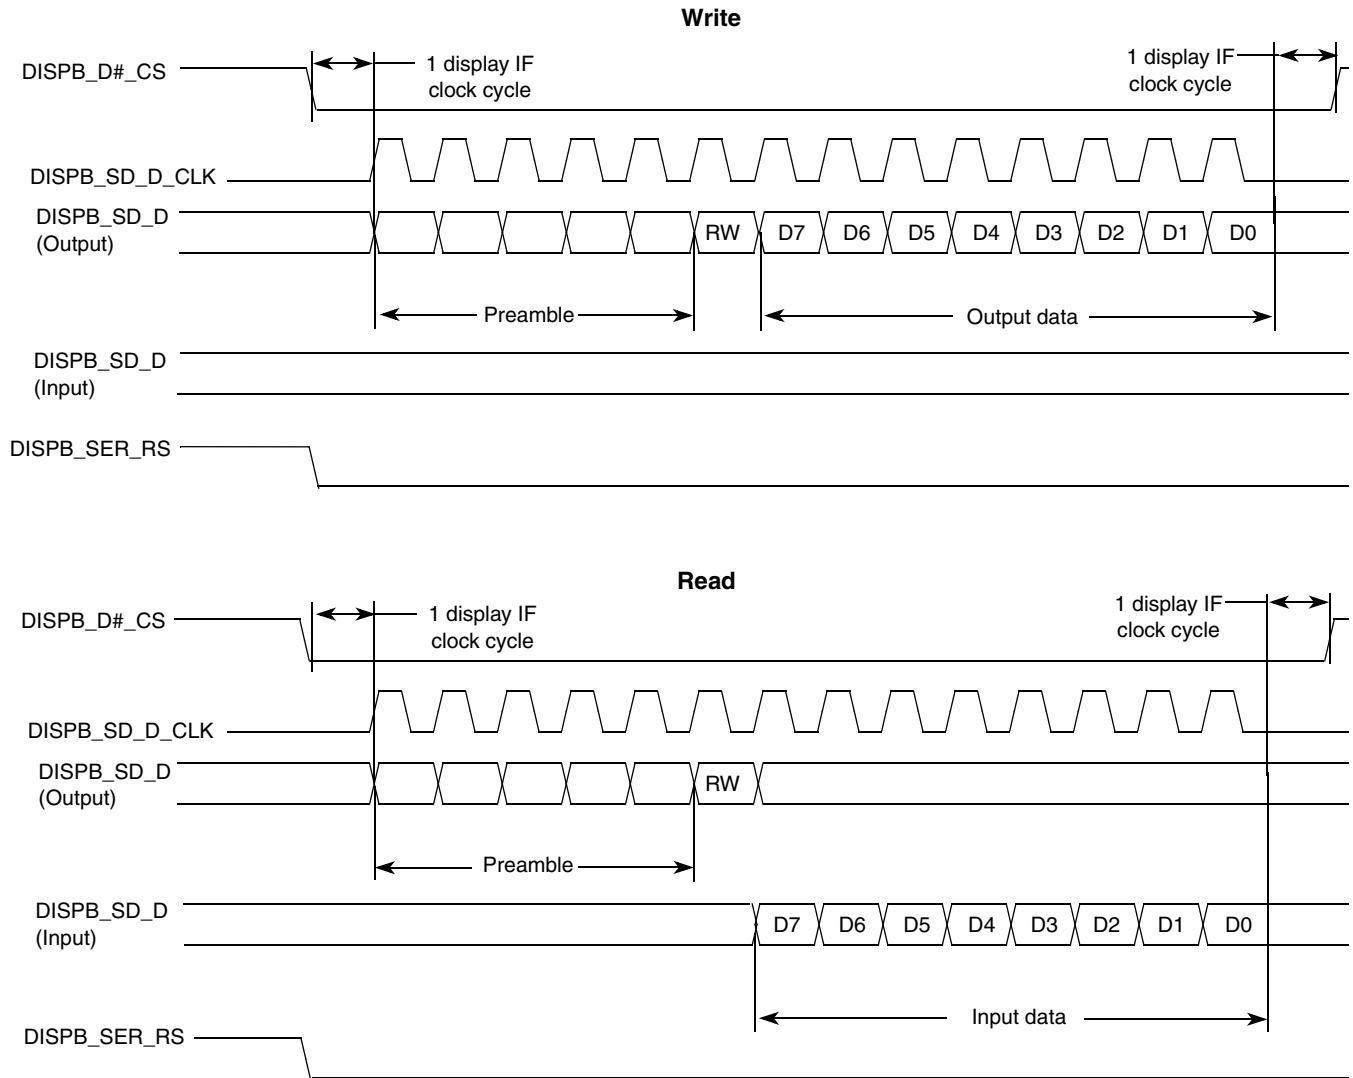 Write
DISPB_D#_CS
1 display IF
clock cycle
1 display IF
clock cycle
DISPB_SD_D_CLK
DISPB_SD_D
(Output)
RW D7 D6 D5 D4 D3 D2 D1 D0
Preamble
Output data
DISPB_SD_D
(Input)
DISPB_SER_RS
Read
DISPB_D#_CS
1 display IF
clock cycle
1 display IF
clock cycle
DISPB_SD_D_CLK
DISPB_SD_D
(Output)
RW
Preamble
DISPB_SD_D
(Input)
D7 D6 D5 D4 D3 D2 D1 D0
Input data
DISPB_SER_RS